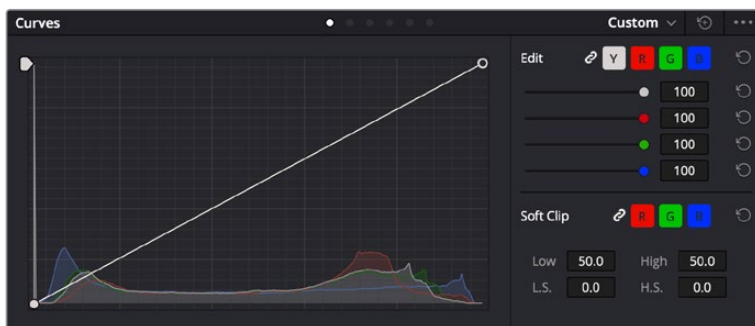 Curves Custom
Edit Y R G B
100
100
100
100
Soft Clip R G B
Low 50.0 High 50.0
L.S. 0.0 H.S. 0.0